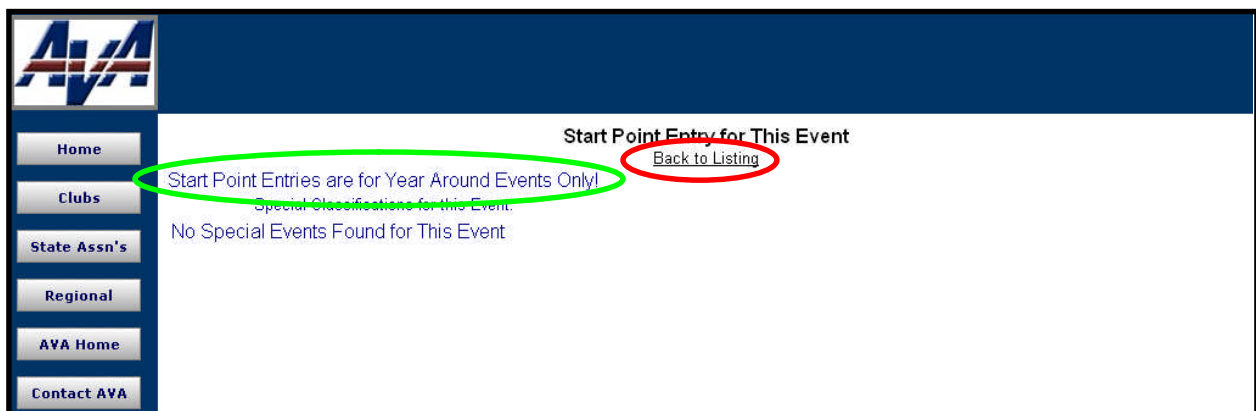 AVA
Start Point Entry for This Event
Back to Listing
Start Point Entries are for Year Around Events Only!
Special Classifications for this Event:
No Special Events Found for This Event
Home
Clubs
State Assn's
Regional
AVA Home
Contact AVA